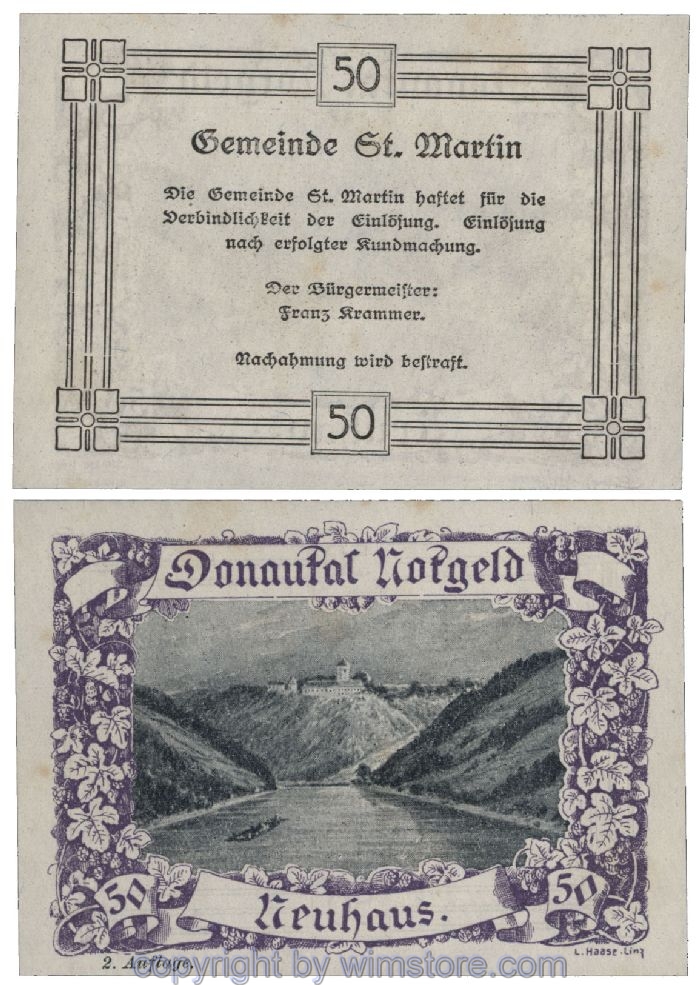 50
Gemeinde St. Martin
Die Gemeinde St. Martin haftet für die
Verbindlichkeit der Einlösung. Einlösung
nach erfolgter Kundmachung.
Der Bürgermeister:
Franz Krammer.
Nachahmung wird bestraft.
50
Donautal Notgeld
50
50
Neuhaus.
2. Auflage.
L. Haase-Linz
copyright by wimstore.com